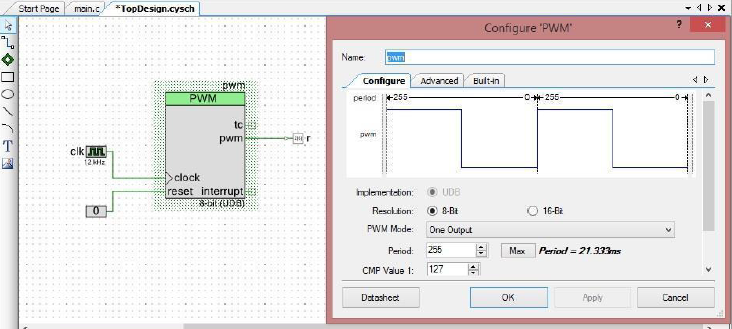 Start Page main.c *TopDesign.cysch
Configure 'PWM'
? x
Name: pwm
Configure Advanced Built-in
period 255 0 255 0
pwm
Implementation: UDB
Resolution: 8-Bit 16-Bit
PWM Mode: One Output
Period: 255 Max Period = 21.333ms
CMP Value 1: 127
Datasheet OK Apply Cancel
pwm
PWM
tc
pwm
r
clk
12 kHz
clock
reset interrupt
0
8-bit (UDB)
T